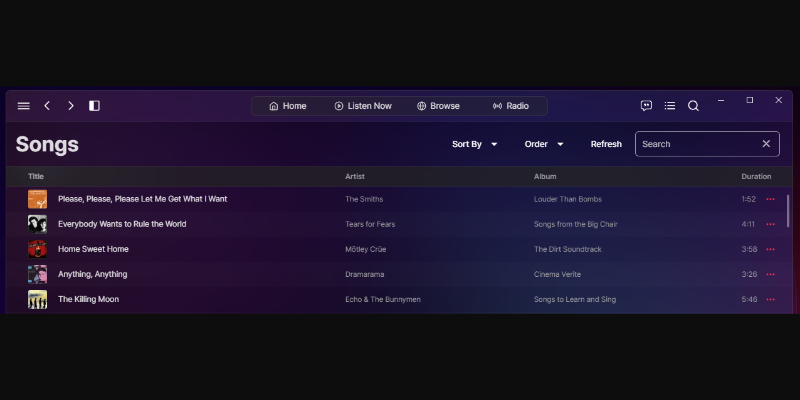 Home Listen Now Browse Radio
Songs Sort By Order Refresh Search
Title Artist Album Duration
Please, Please, Please Let Me Get What I Want The Smiths Louder Than Bombs 1:52
Everybody Wants to Rule the World Tears for Fears Songs from the Big Chair 4:11
Home Sweet Home Mötley Crüe The Dirt Soundtrack 3:58
Anything, Anything Dramarama Cinema Verite 3:26
The Killing Moon Echo & The Bunnymen Songs to Learn and Sing 5:46